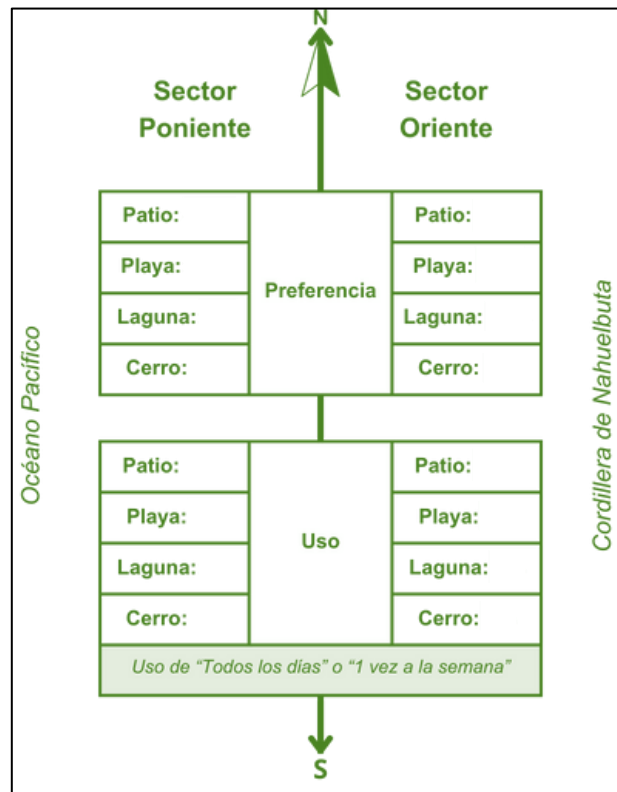 N
Sector
Poniente
Sector
Oriente
Patio:
Playa:
Laguna:
Cerro:
Preferencia
Patio:
Playa:
Laguna:
Cerro:
Océano Pacífico
Cordillera de Nahuelbuta
Patio:
Playa:
Laguna:
Cerro:
Uso
Patio:
Playa:
Laguna:
Cerro:
Uso de “Todos los días” o “1 vez a la semana”
S